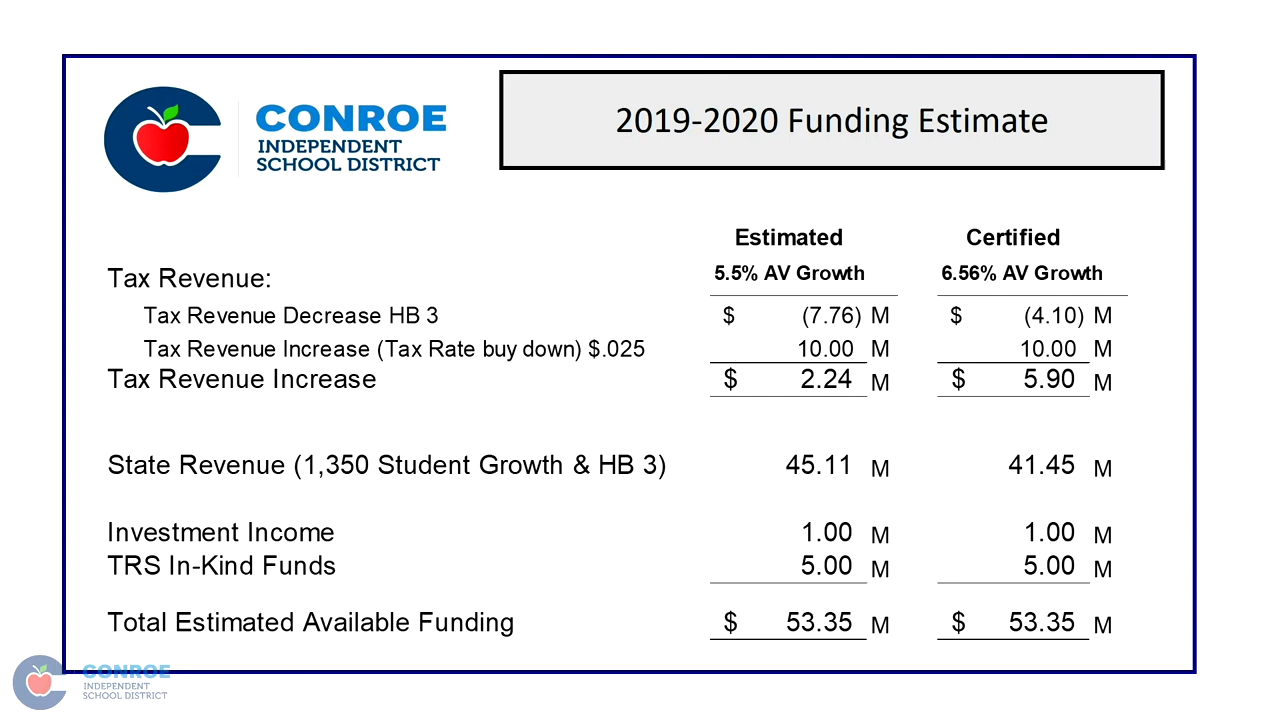 CONROE
INDEPENDENT
SCHOOL DISTRICT
2019-2020 Funding Estimate
Estimated Certified
Tax Revenue: 5.5% AV Growth 6.56% AV Growth
Tax Revenue Decrease HB 3 $ (7.76) M $ (4.10) M
Tax Revenue Increase (Tax Rate buy down) $.025 10.00 M 10.00 M
Tax Revenue Increase $ 2.24 M $ 5.90 M
State Revenue (1,350 Student Growth & HB 3) 45.11 M 41.45 M
Investment Income 1.00 M 1.00 M
TRS In-Kind Funds 5.00 M 5.00 M
Total Estimated Available Funding $ 53.35 M $ 53.35 M
CONROE
INDEPENDENT
SCHOOL DISTRICT